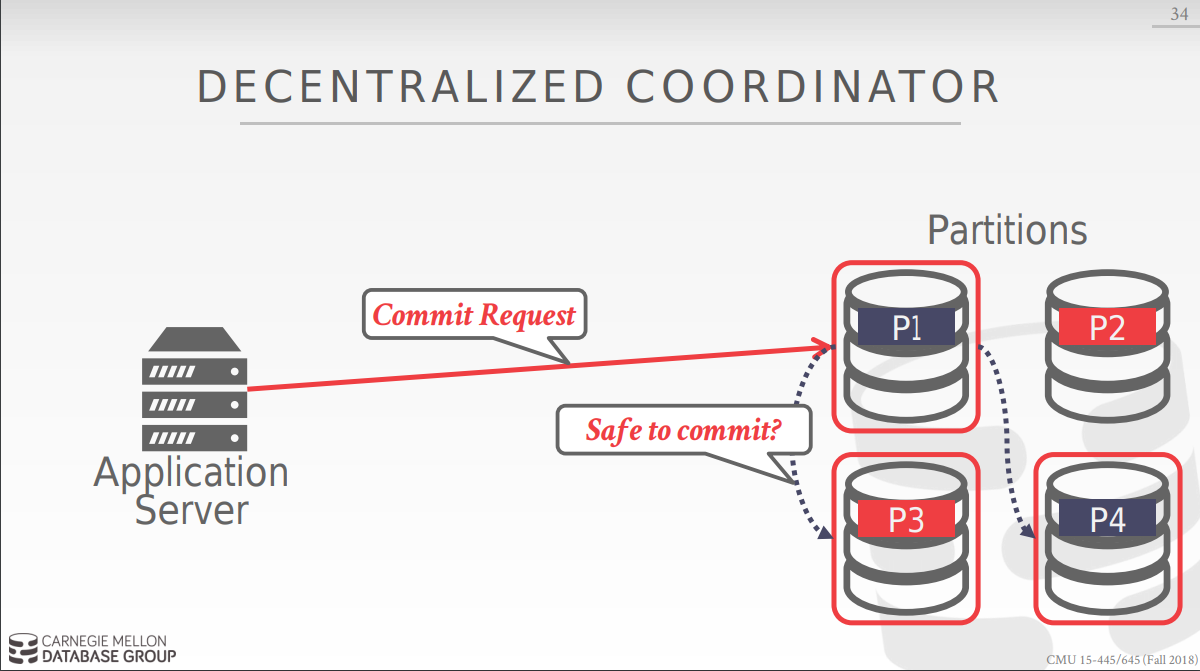 34
DECENTRALIZED COORDINATOR
Partitions
Commit Request
P1
P2
Safe to commit?
Application
Server
P3
P4
CARNEGIE MELLON
DATABASE GROUP
CMU 15-445/645 (Fall 2018)